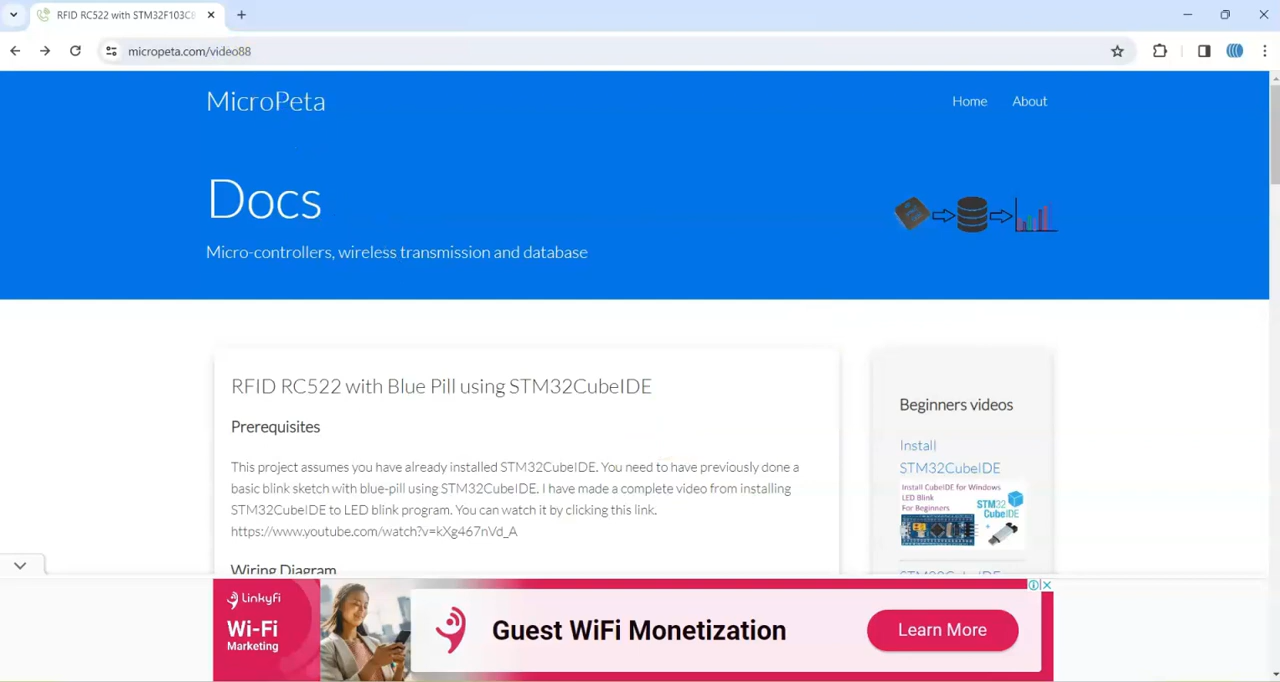 RFID RC522 with STM32F103CB
micropeta.com/video88
MicroPeta
Home
About
Docs
Micro-controllers, wireless transmission and database
RFID RC522 with Blue Pill using STM32CubeIDE
Prerequisites
This project assumes you have already installed STM32CubeIDE. You need to have previously done a
basic blink sketch with blue-pill using STM32CubeIDE. I have made a complete video from installing
STM32CubeIDE to LED blink program. You can watch it by clicking this link.
https://www.youtube.com/watch?v=kXg467nVd_A
Wiring Diagram
Beginners videos
Install
STM32CubeIDE
Install CubeIDE for Windows
LED Blink
For Beginners
STM32
CubeIDE
STM32CubeIDE
Linkyfi
Wi-Fi
Marketing
Guest WiFi Monetization
Learn More